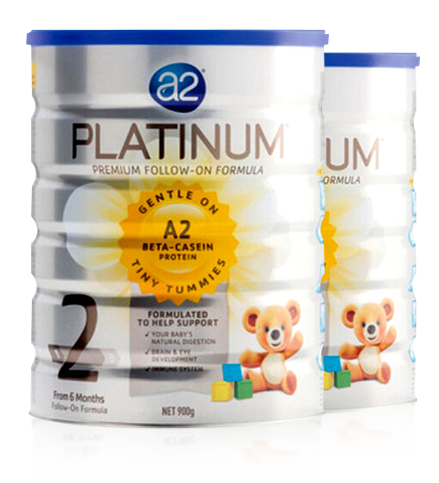 a2
PLATINUM
PREMIUM FOLLOW-ON FORMULA
GENTLE ON
A2
BETA-CASEIN
PROTEIN
TINY TUMMIES
2
FORMULATED
TO HELP SUPPORT
✓ YOUR BABY'S
NATURAL DIGESTION
✓ BRAIN & EYE
DEVELOPMENT
✓ IMMUNE SYSTEM
From 6 Months
Follow-On Formula
NET 900g
UM
ORMULA